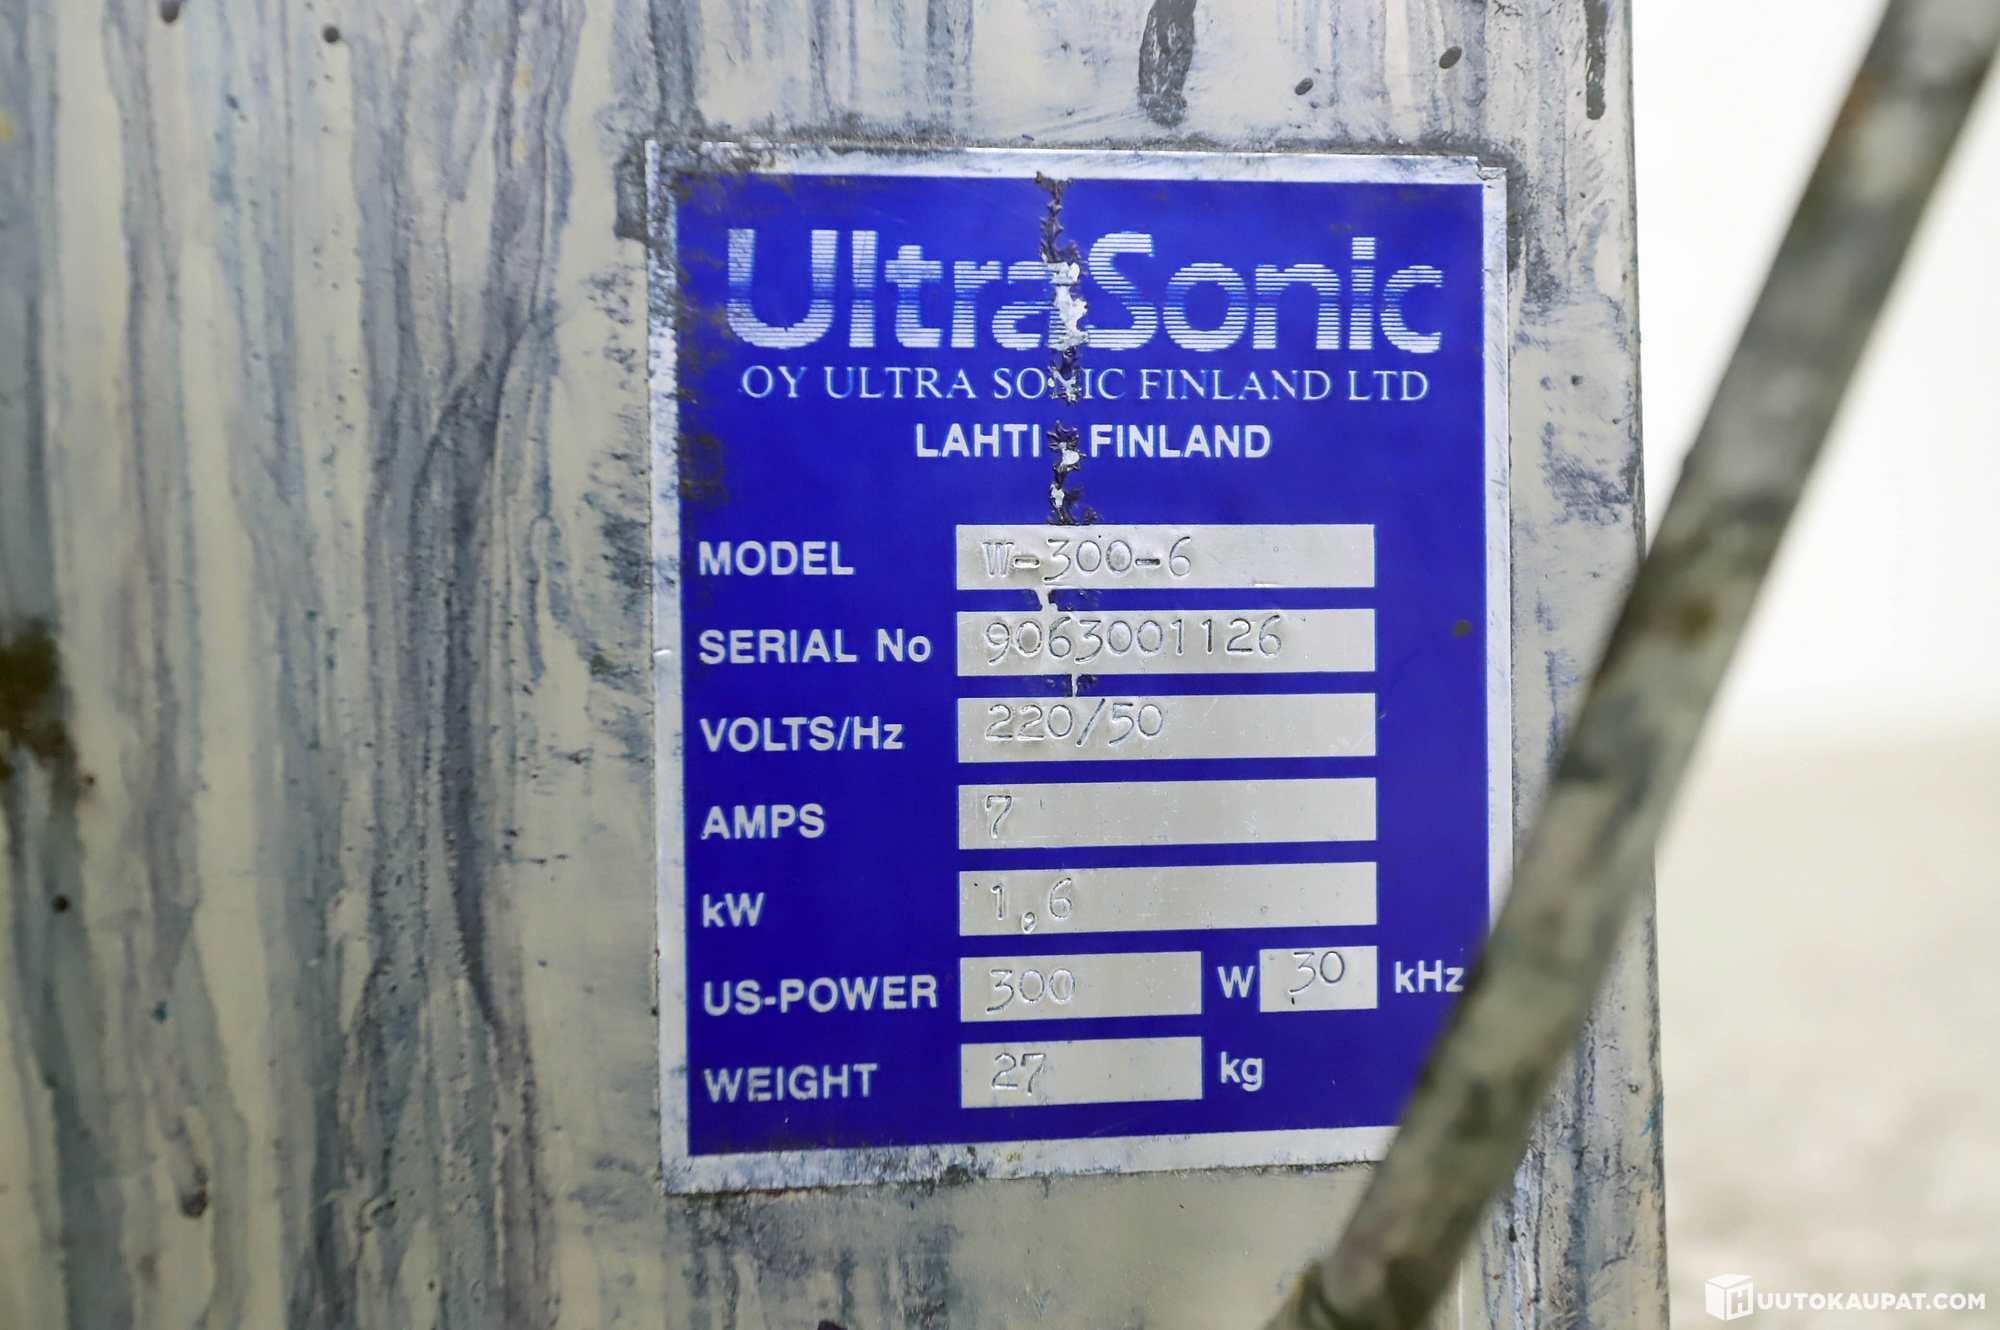 UltraSonic
OY ULTRA SONIC FINLAND LTD
LAHTI - FINLAND
MODEL W-300-6
SERIAL No 9063001126
VOLTS/Hz 220/50
AMPS 7
kW 1,6
US-POWER 300 W 30 kHz
WEIGHT 27 kg
HUUTOKAUPAT.COM